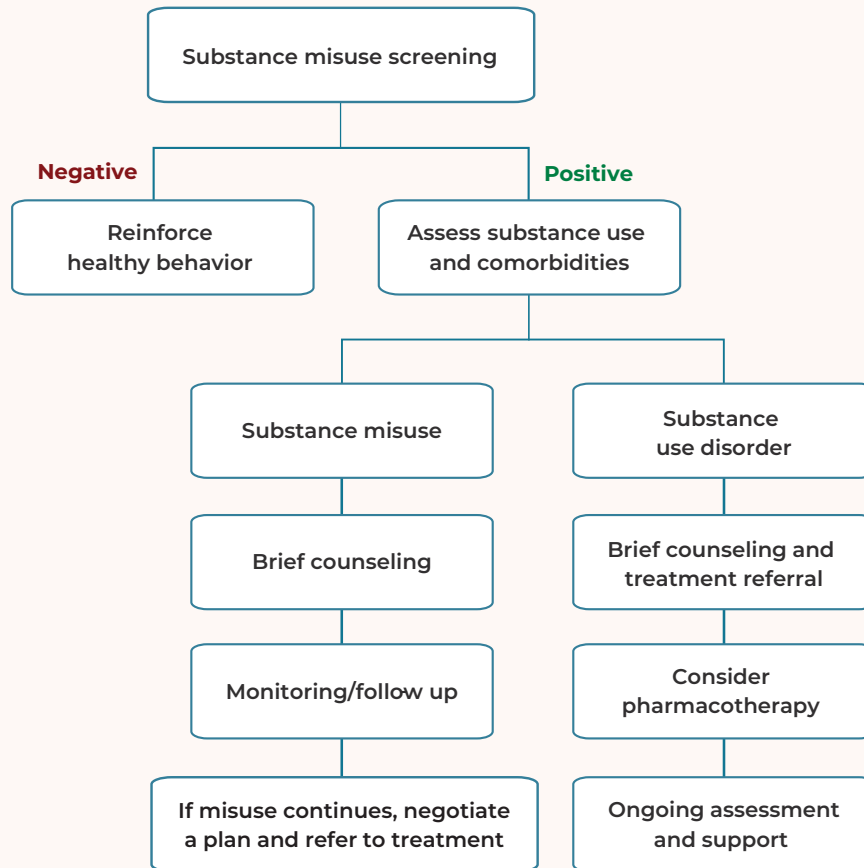 Substance misuse screening
Negative
Positive
Reinforce
healthy behavior
Assess substance use
and comorbidities
Substance misuse
Substance
use disorder
Brief counseling
Brief counseling and
treatment referral
Monitoring/follow up
Consider
pharmacotherapy
If misuse continues, negotiate
a plan and refer to treatment
Ongoing assessment
and support